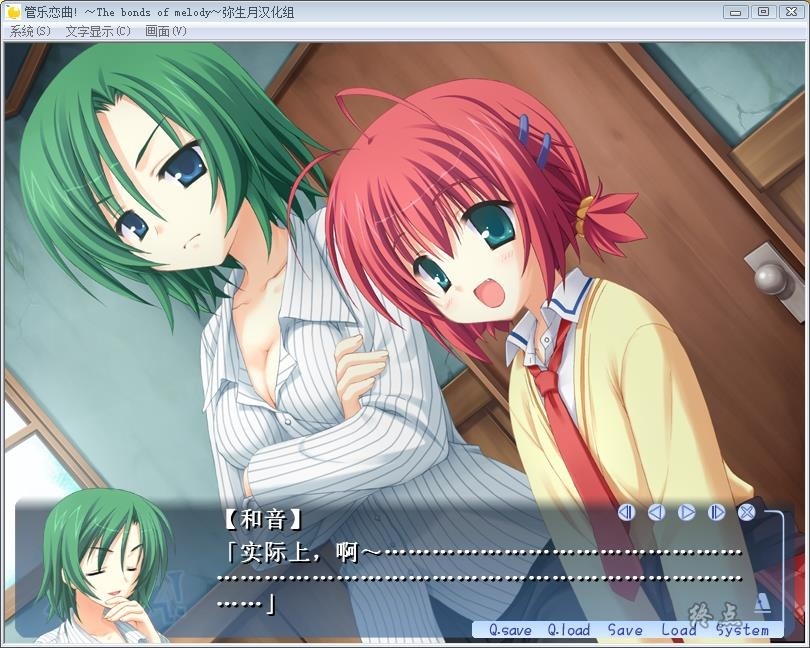 管乐恋曲! ～The bonds of melody～弥生月汉化组
系统(S) 文字显示(C) 画面(V)
【和音】
「实际上，啊～………………………………………
…………………………………………………………
……」
终点
Q.save Q.load Save Load System